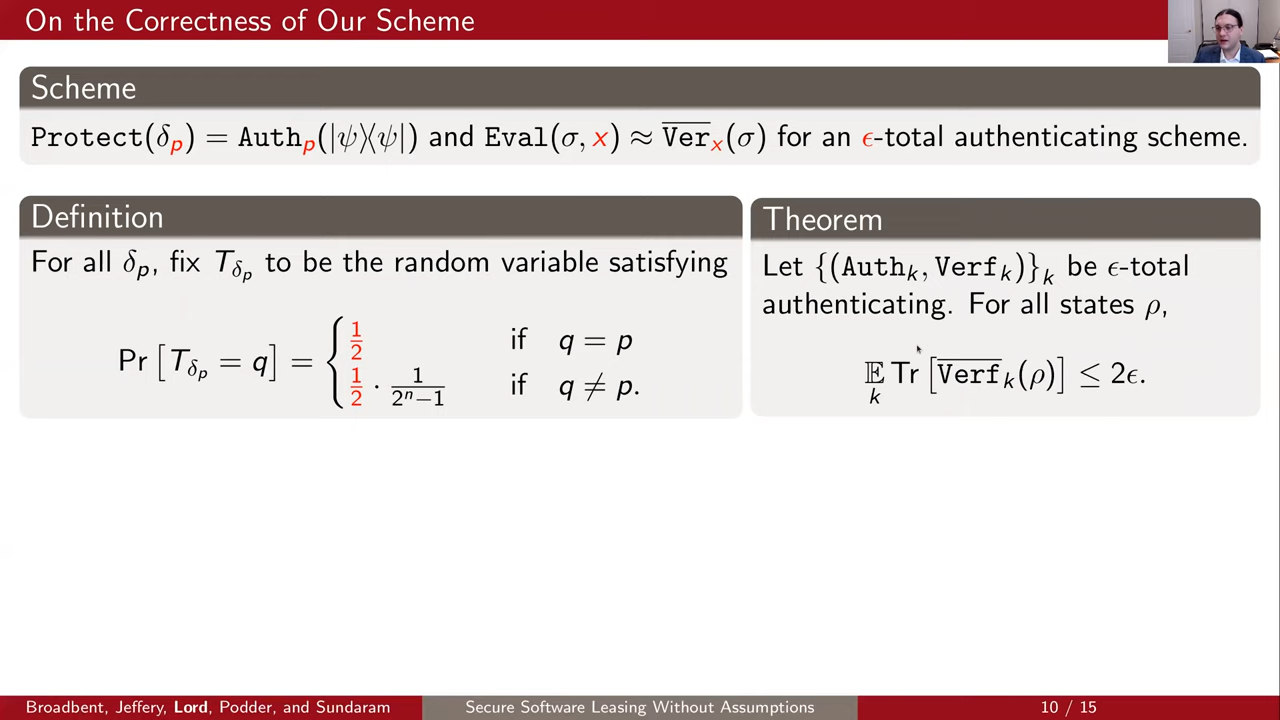 On the Correctness of Our Scheme
Scheme
Protect(δ_p) = Auth_p(|ψ⟩⟨ψ|) and Eval(σ, x) ≈ \overline{Ver}_x(σ) for an ϵ-total authenticating scheme.
Definition
For all δ_p, fix T_{δ_p} to be the random variable satisfying
Pr [T_{δ_p} = q] = { 1/2 if q = p
1/2 · 1/(2^n−1) if q ≠ p.
Theorem
Let {(Auth_k, Verf_k)}_k be ϵ-total
authenticating. For all states ρ,
𝔼_k Tr [\overline{Verf}_k(ρ)] ≤ 2ϵ.
Broadbent, Jeffery, Lord, Podder, and Sundaram
Secure Software Leasing Without Assumptions
10 / 15